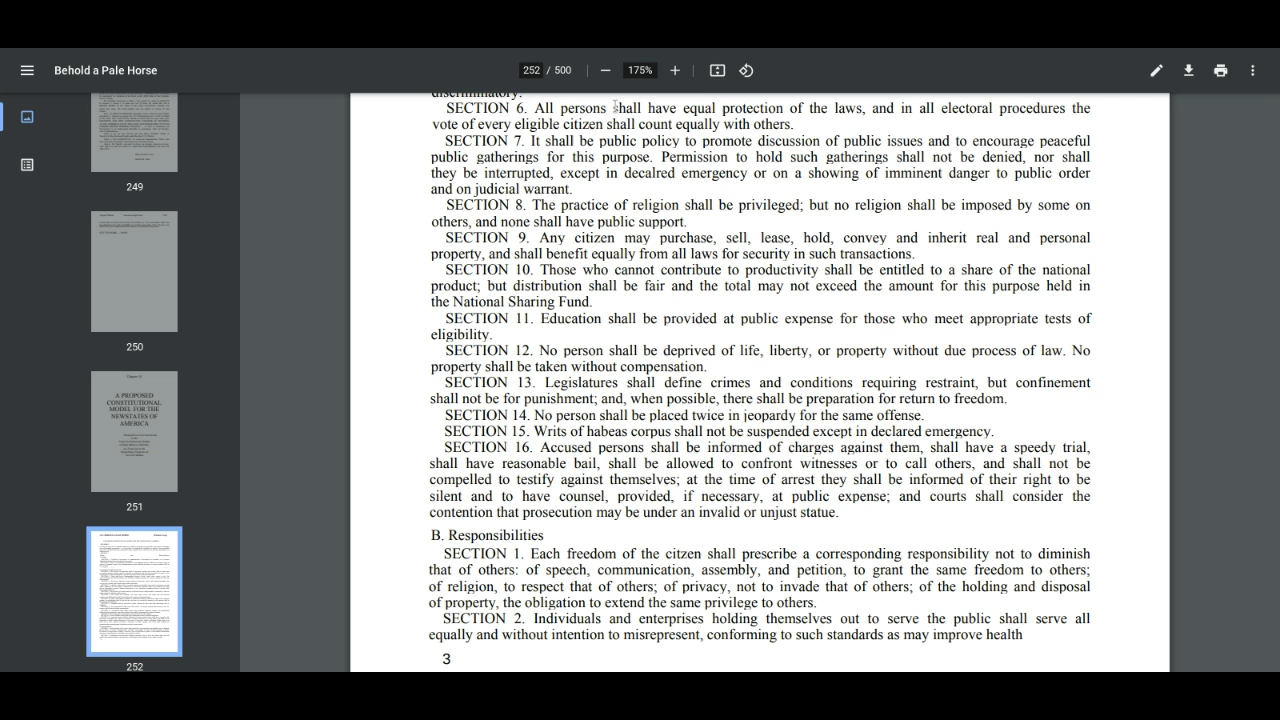 Behold a Pale Horse
252 / 500
175%
249
250
A PROPOSED
CONSTITUTIONAL
MODEL FOR THE
NEWSTATES OF
AMERICA
251
252
discriminatory.
SECTION 6. All persons shall have equal protection of the laws, and in all electoral procedures the
vote of every eligible citizen shall count equally with others.
SECTION 7. It shall be public policy to promote discussion of public issues and to encourage peaceful
public gatherings for this purpose. Permission to hold such gatherings shall not be denied, nor shall
they be interrupted, except in decalred emergency or on a showing of imminent danger to public order
and on judicial warrant.
SECTION 8. The practice of religion shall be privileged; but no religion shall be imposed by some on
others, and none shall have public support.
SECTION 9. Any citizen may purchase, sell, lease, hold, convey and inherit real and personal
property, and shall benefit equally from all laws for security in such transactions.
SECTION 10. Those who cannot contribute to productivity shall be entitled to a share of the national
product; but distribution shall be fair and the total may not exceed the amount for this purpose held in
the National Sharing Fund.
SECTION 11. Education shall be provided at public expense for those who meet appropriate tests of
eligibility.
SECTION 12. No person shall be deprived of life, liberty, or property without due process of law. No
property shall be taken without compensation.
SECTION 13. Legislatures shall define crimes and conditions requiring restraint, but confinement
shall not be for punishment; and, when possible, there shall be preparation for return to freedom.
SECTION 14. No person shall be placed twice in jeopardy for the same offense.
SECTION 15. Writs of habeas corpus shall not be suspended except in declared emergency.
SECTION 16. Accused persons shall be informed of charges against them, shall have a speedy trial,
shall have reasonable bail, shall be allowed to confront witnesses or to call others, and shall not be
compelled to testify against themselves; at the time of arrest they shall be informed of their right to be
silent and to have counsel, provided, if necessary, at public expense; and courts shall consider the
contention that prosecution may be under an invalid or unjust statue.
B. Responsibilities
SECTION 1. Each freedom of the citizen shall prescribe a corresponding responsibility not to diminish
that of others: of speech, communication, assembly, and petition, to grant the same freedom to others;
of religion, to respect that of others; of privacy, not to invade that of others; of the holding and disposal
of property, the obligation to extend the same privilege to others.
SECTION 2. Individuals and enterprises holding themselves out to serve the public shall serve all
equally and without intention to misrepresent, conforming to such standards as may improve health
3